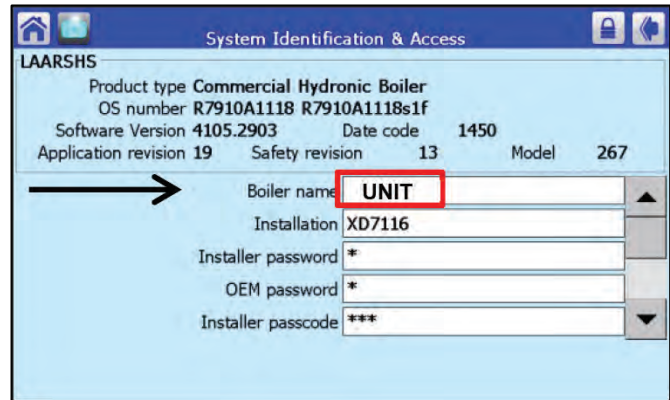 System Identification & Access
LAARSHS
Product type Commercial Hydronic Boiler
OS number R7910A1118 R7910A1118s1f
Software Version 4105.2903 Date code 1450
Application revision 19 Safety revision 13 Model 267
Boiler name UNIT
Installation XD7116
Installer password *
OEM password *
Installer passcode ***